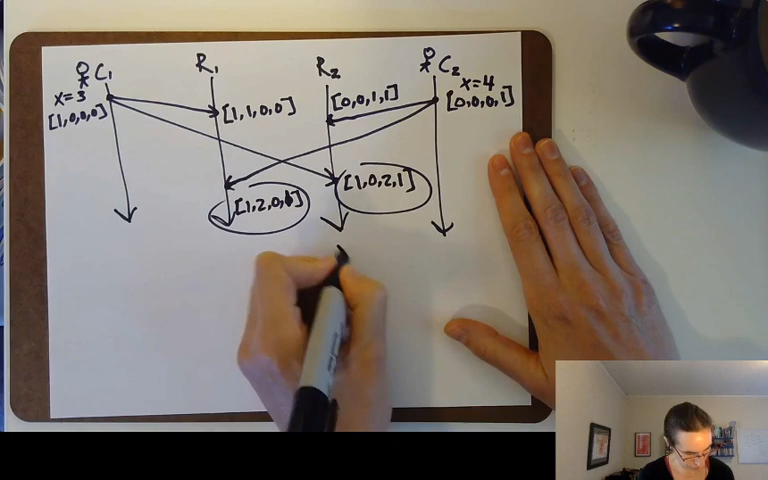 C₁
R₁
R₂
C₂
x=3
[1,0,0,0]
[1,1,0,0]
[0,0,1,1]
x=4
[0,0,0,1]
[1,2,0,1]
[1,0,2,1]